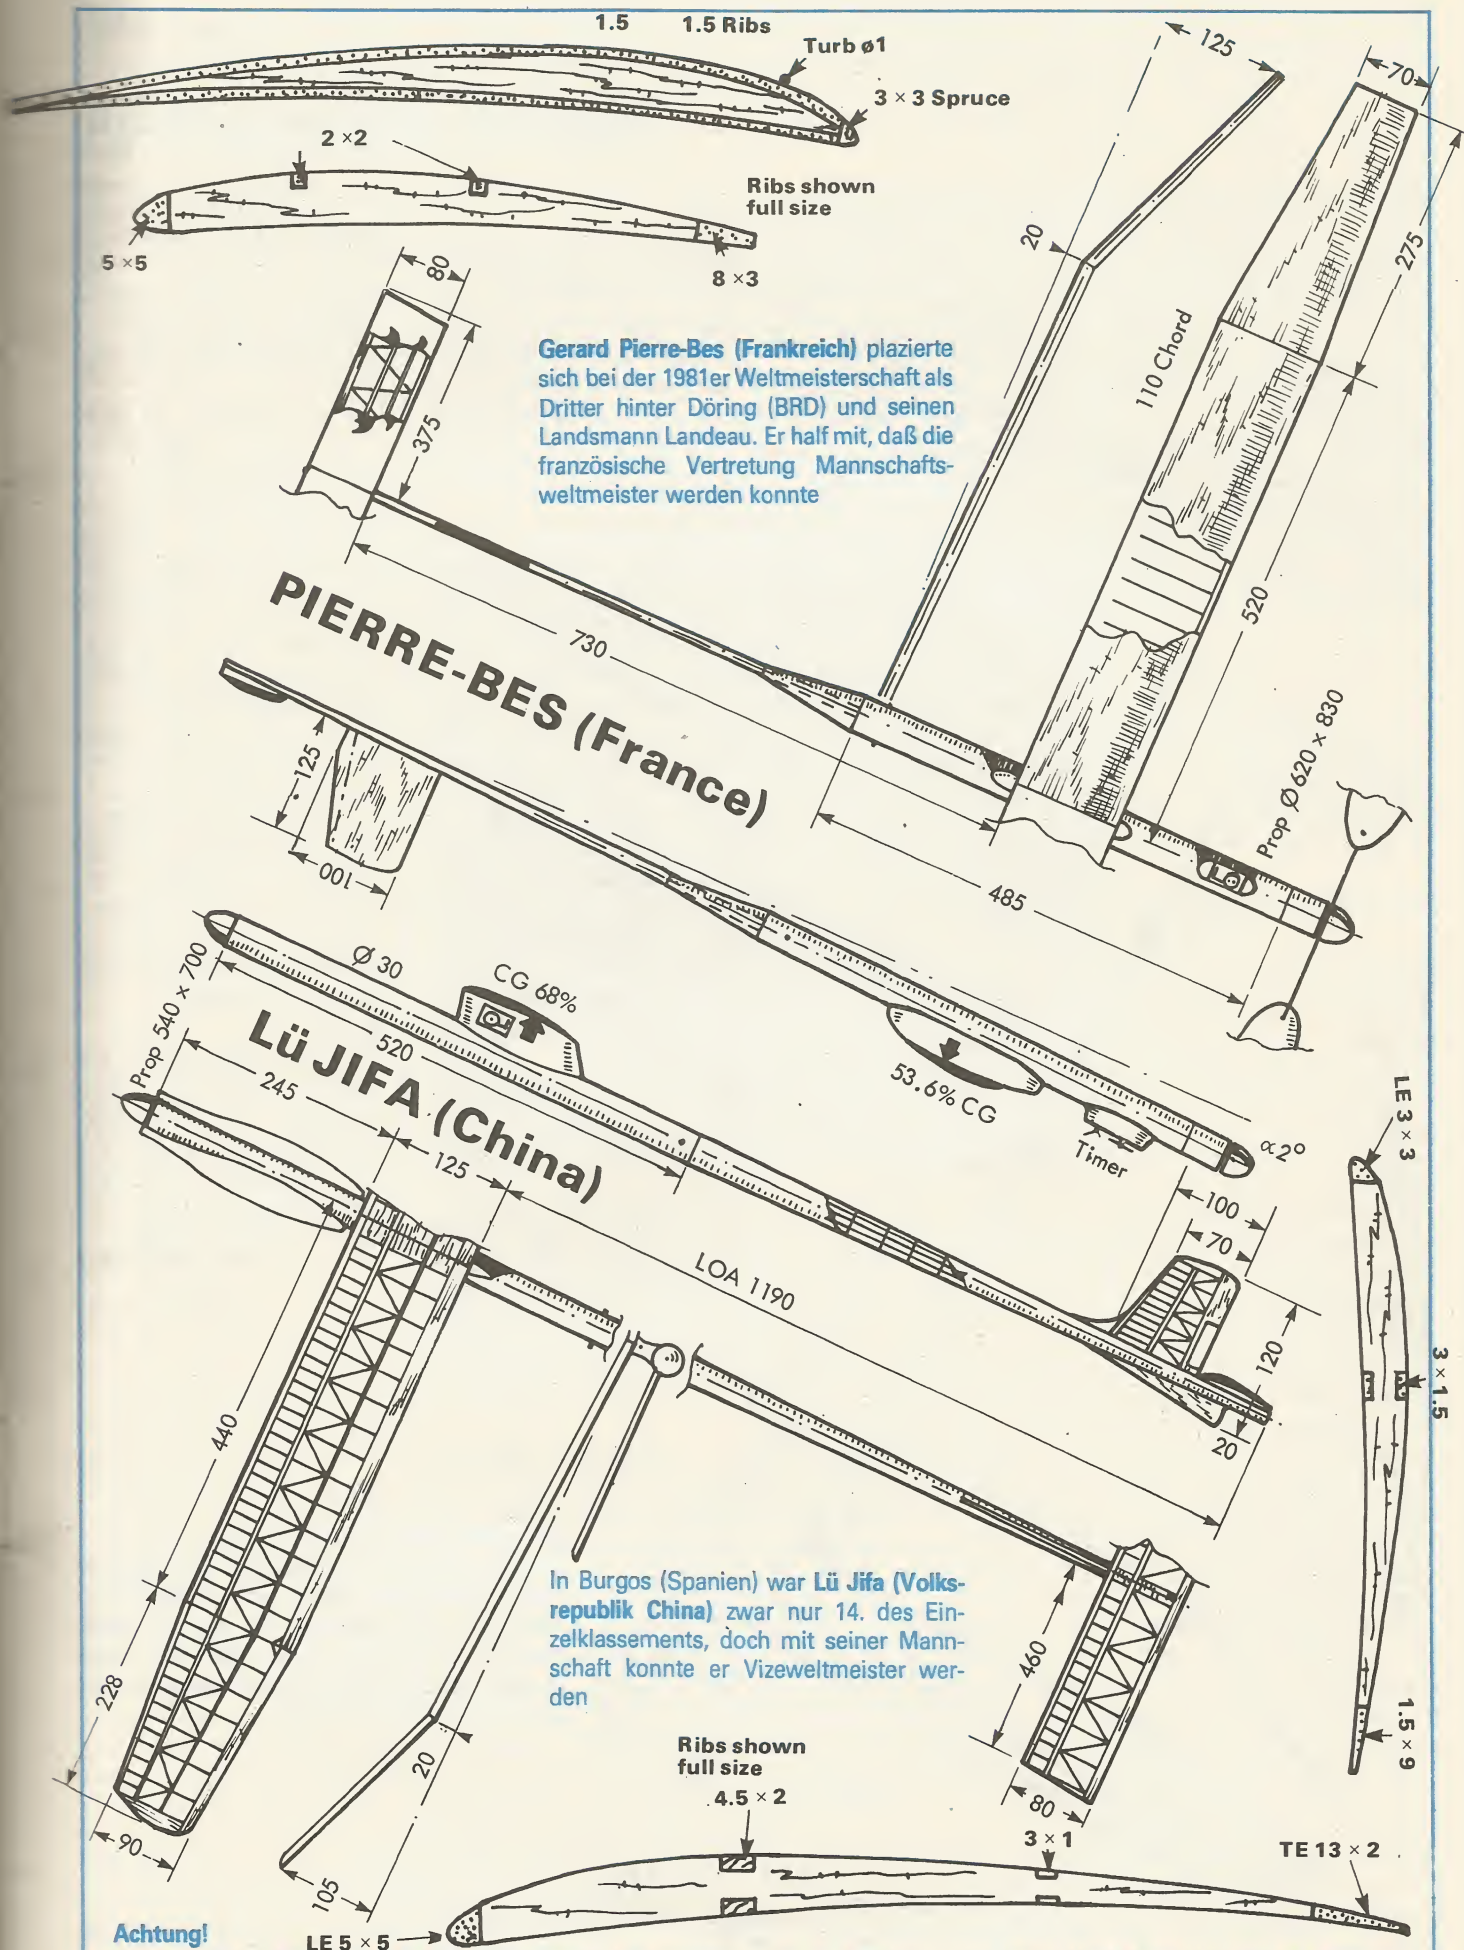 1.5 1.5 Ribs
Turb ø1
3 × 3 Spruce
2 ×2
Ribs shown
full size
5 ×5
8 ×3
125
70
20
275
110 Chord
80
375
Gerard Pierre-Bes (Frankreich) plazierte
sich bei der 1981er Weltmeisterschaft als
Dritter hinter Döring (BRD) und seinen
Landsmann Landeau. Er half mit, daß die
französische Vertretung Mannschafts-
weltmeister werden konnte
520
730
PIERRE-BES (France)
Prop Ø 620 x 830
125
100
485
Ø 30
CG 68%
Prop 540 x 700
520
LÜ JIFA (China)
245
125
53.6% CG
Timer
∝2°
100
70
LE 3 × 3
LOA 1190
120
20
3 × 1.5
440
228
In Burgos (Spanien) war Lü Jifa (Volks-
republik China) zwar nur 14. des Ein-
zelklassements, doch mit seiner Mann-
schaft konnte er Vizeweltmeister wer-
den
460
1.5 × 9
20
Ribs shown
full size
4.5 × 2
80
3 × 1
TE 13 × 2
90
105
Achtung!
LE 5 × 5